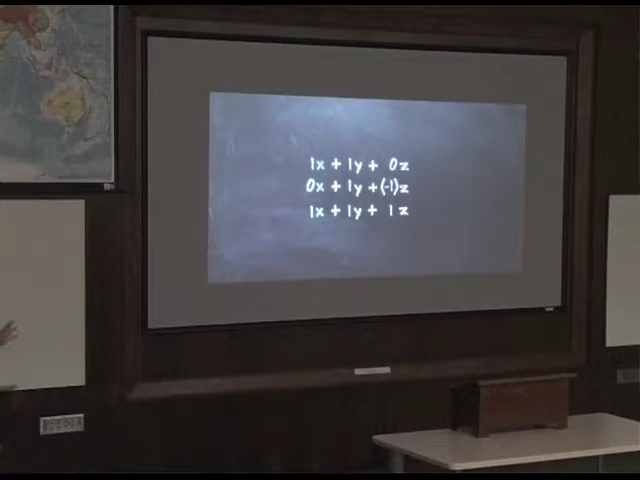 1x + 1y + 0z
0x + 1y +(-1)z
1x + 1y + 1z